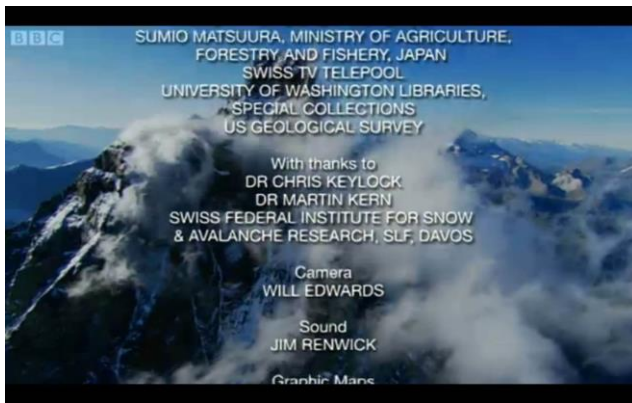 BBC
SUMIO MATSUURA, MINISTRY OF AGRICULTURE,
FORESTRY AND FISHERY, JAPAN
SWISS TV TELEPOOL
UNIVERSITY OF WASHINGTON LIBRARIES,
SPECIAL COLLECTIONS
US GEOLOGICAL SURVEY
With thanks to
DR CHRIS KEYLOCK
DR MARTIN KERN
SWISS FEDERAL INSTITUTE FOR SNOW
& AVALANCHE RESEARCH, SLF, DAVOS
Camera
WILL EDWARDS
Sound
JIM RENWICK
Graphic Maps